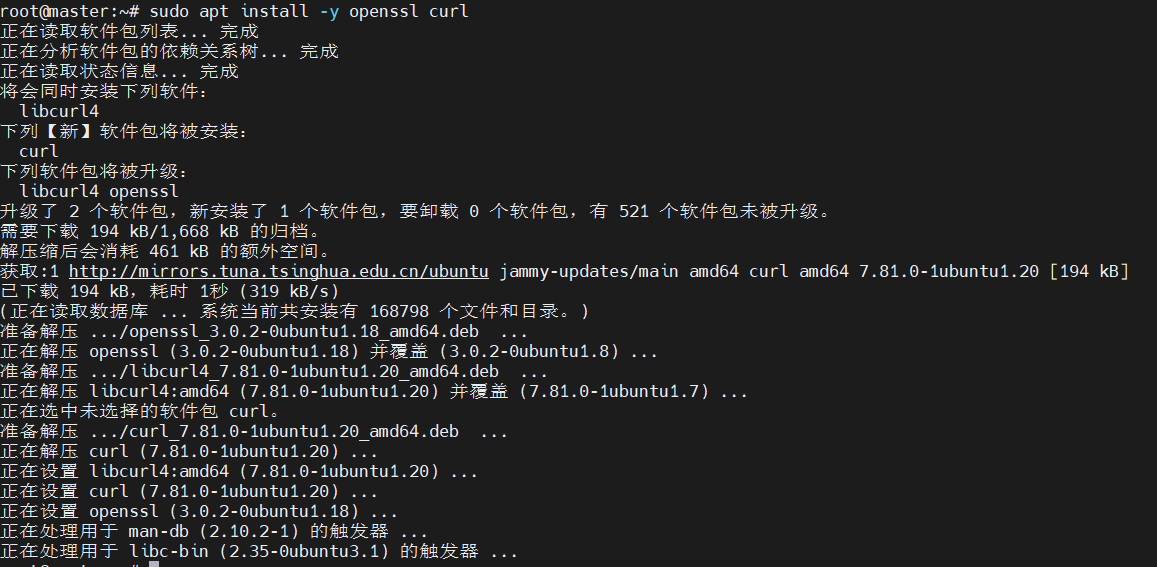 root@master:~# sudo apt install -y openssl curl
正在读取软件包列表... 完成
正在分析软件包的依赖关系树... 完成
正在读取状态信息... 完成
将会同时安装下列软件：
  libcurl4
下列【新】软件包将被安装：
  curl
下列软件包将被升级：
  libcurl4 openssl
升级了 2 个软件包，新安装了 1 个软件包，要卸载 0 个软件包，有 521 个软件包未被升级。
需要下载 194 kB/1,668 kB 的归档。
解压缩后会消耗 461 kB 的额外空间。
获取:1 http://mirrors.tuna.tsinghua.edu.cn/ubuntu jammy-updates/main amd64 curl amd64 7.81.0-1ubuntu1.20 [194 kB]
已下载 194 kB，耗时 1秒 (319 kB/s)
(正在读取数据库 ... 系统当前共安装有 168798 个文件和目录。)
准备解压 .../openssl_3.0.2-0ubuntu1.18_amd64.deb  ...
正在解压 openssl (3.0.2-0ubuntu1.18) 并覆盖 (3.0.2-0ubuntu1.8) ...
准备解压 .../libcurl4_7.81.0-1ubuntu1.20_amd64.deb  ...
正在解压 libcurl4:amd64 (7.81.0-1ubuntu1.20) 并覆盖 (7.81.0-1ubuntu1.7) ...
正在选中未选择的软件包 curl。
准备解压 .../curl_7.81.0-1ubuntu1.20_amd64.deb  ...
正在解压 curl (7.81.0-1ubuntu1.20) ...
正在设置 libcurl4:amd64 (7.81.0-1ubuntu1.20) ...
正在设置 curl (7.81.0-1ubuntu1.20) ...
正在设置 openssl (3.0.2-0ubuntu1.18) ...
正在处理用于 man-db (2.10.2-1) 的触发器 ...
正在处理用于 libc-bin (2.35-0ubuntu3.1) 的触发器 ...